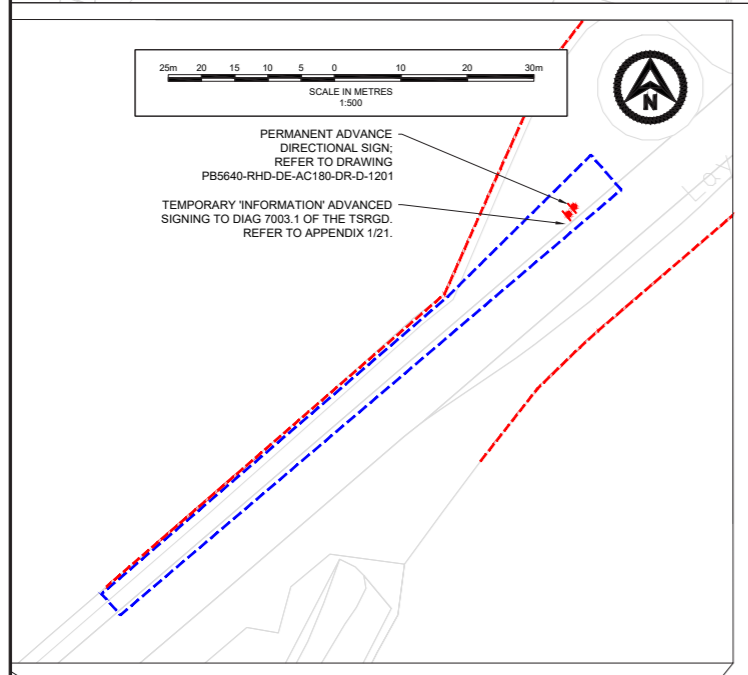 25m 20 15 10 5 0 10 20 30m
SCALE IN METRES
1:500
N
PERMANENT ADVANCE
DIRECTIONAL SIGN;
REFER TO DRAWING
PB5640-RHD-DE-AC180-DR-D-1201
TEMPORARY 'INFORMATION' ADVANCED
SIGNING TO DIAG 7003.1 OF THE TSRGD.
REFER TO APPENDIX 1/21.
Lay